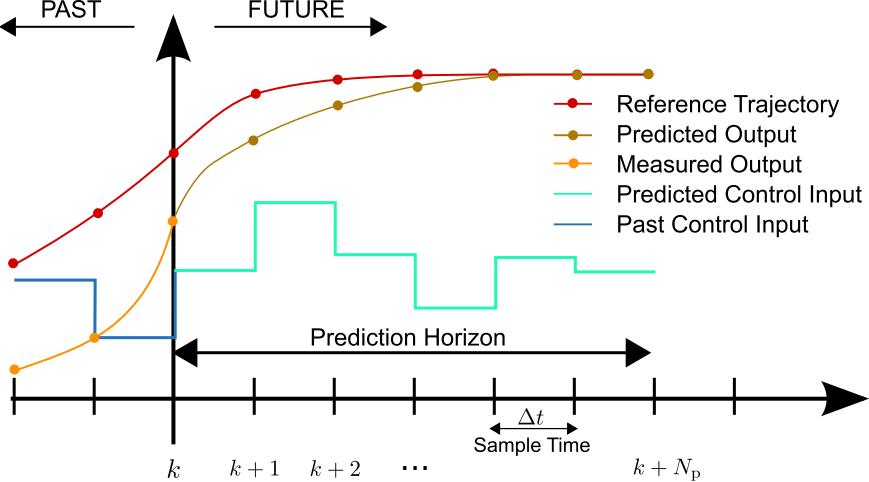 PAST
FUTURE
Reference Trajectory
Predicted Output
Measured Output
Predicted Control Input
Past Control Input
Prediction Horizon
Δt
Sample Time
k
k + 1
k + 2
...
k + Np